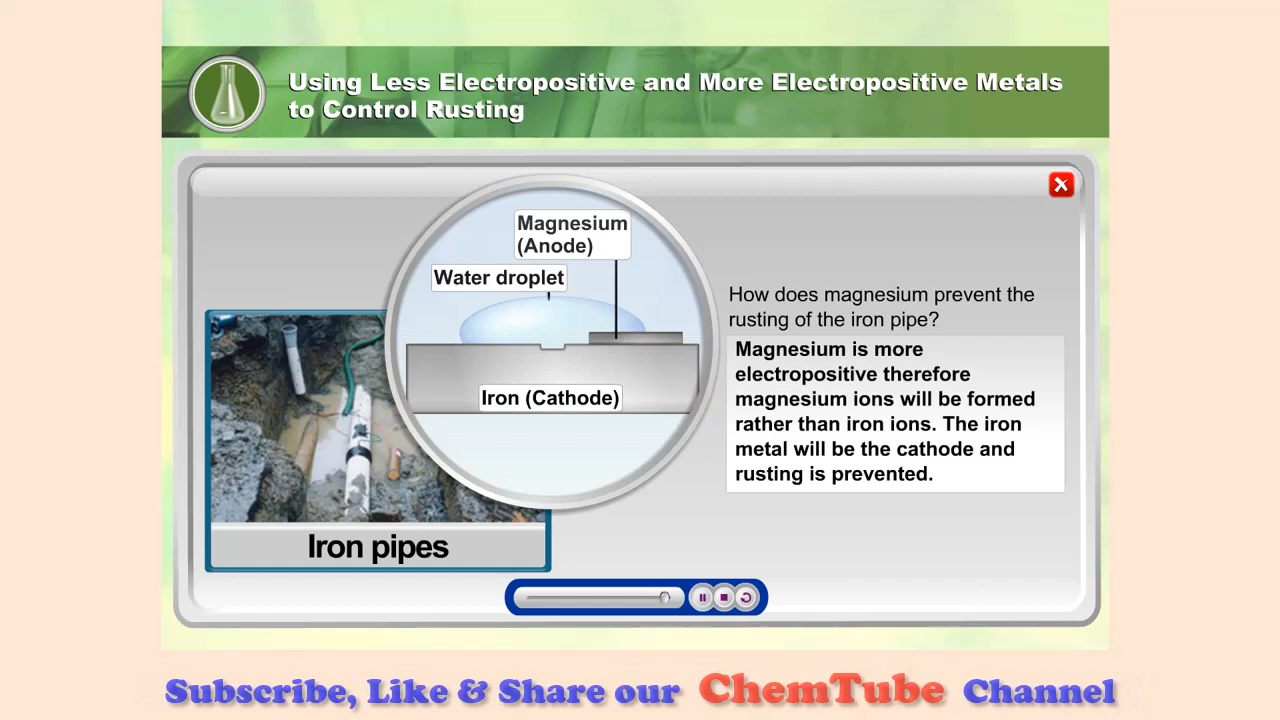 Using Less Electropositive and More Electropositive Metals
to Control Rusting
Magnesium
(Anode)
Water droplet
Iron (Cathode)
Iron pipes
How does magnesium prevent the
rusting of the iron pipe?
Magnesium is more
electropositive therefore
magnesium ions will be formed
rather than iron ions. The iron
metal will be the cathode and
rusting is prevented.
Subscribe, Like & Share our ChemTube Channel